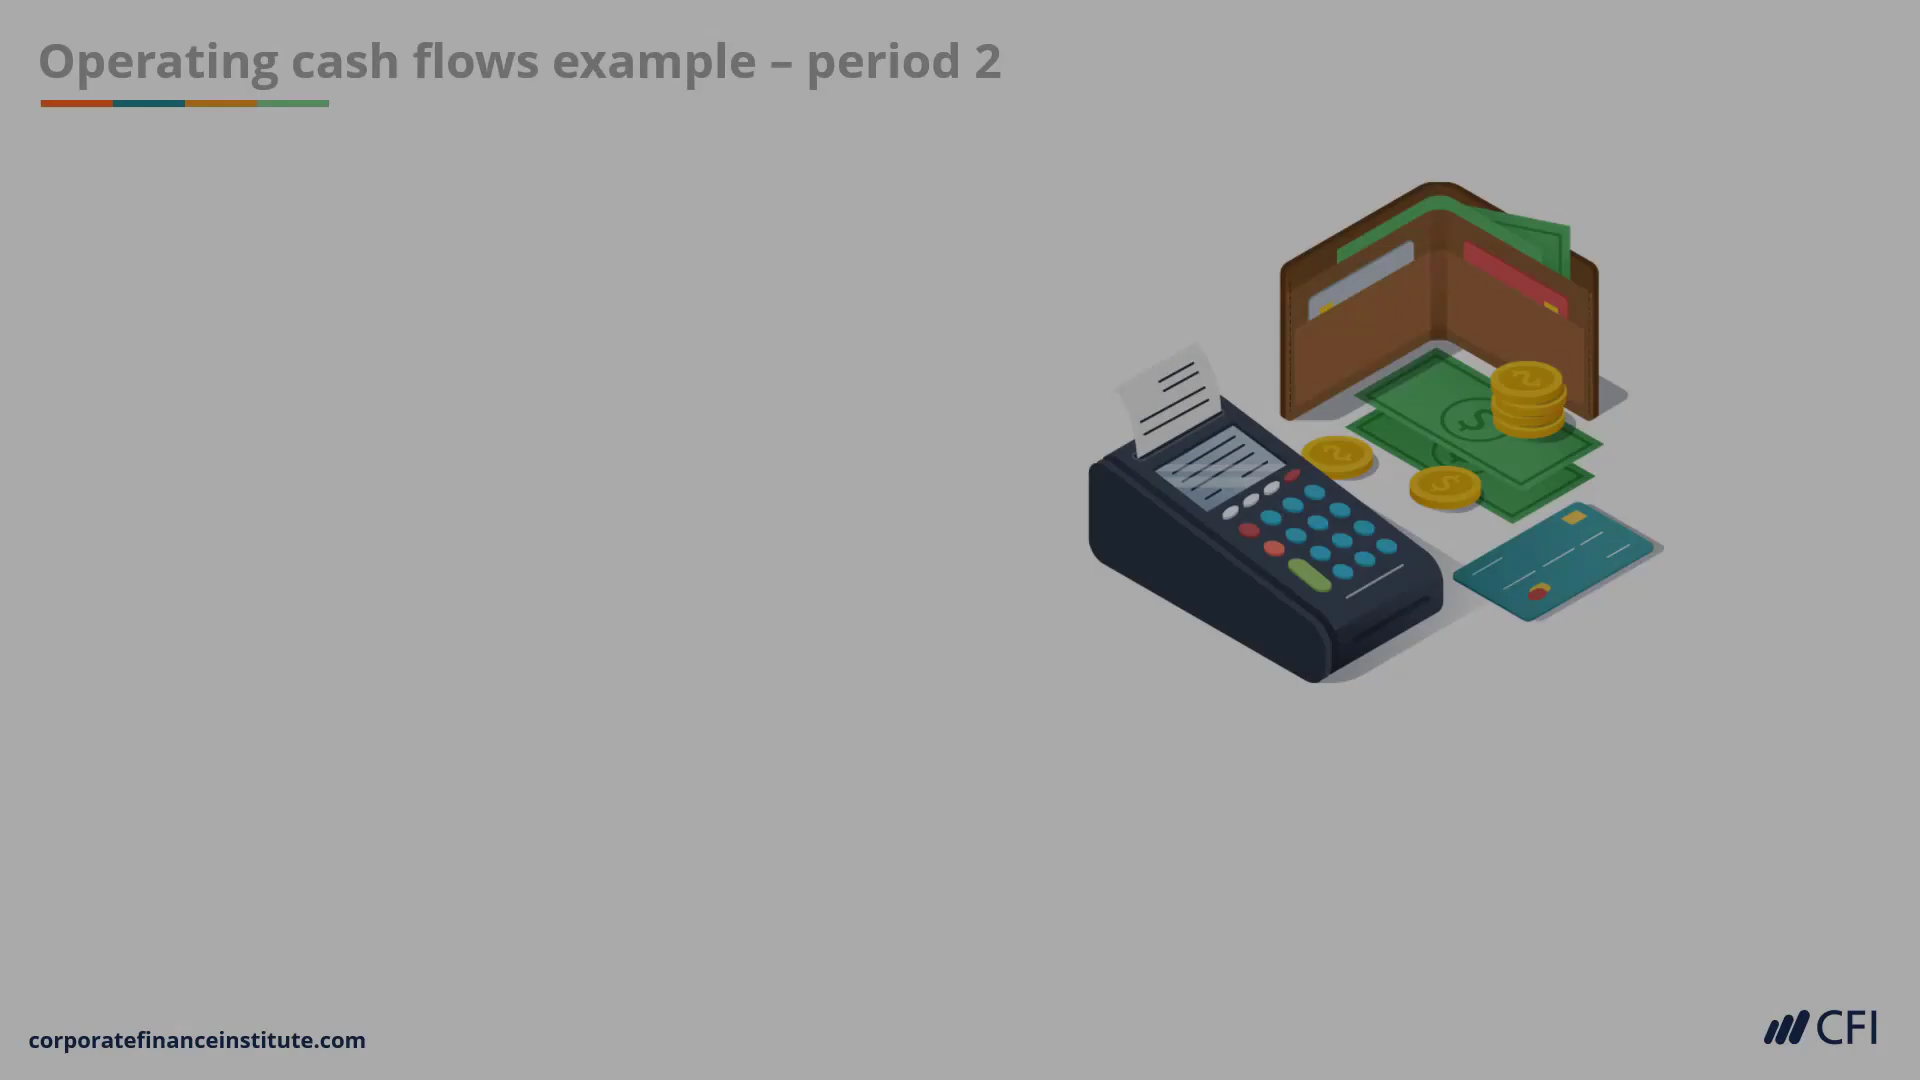 Operating cash flows example – period 2
corporatefinanceinstitute.com
CFI